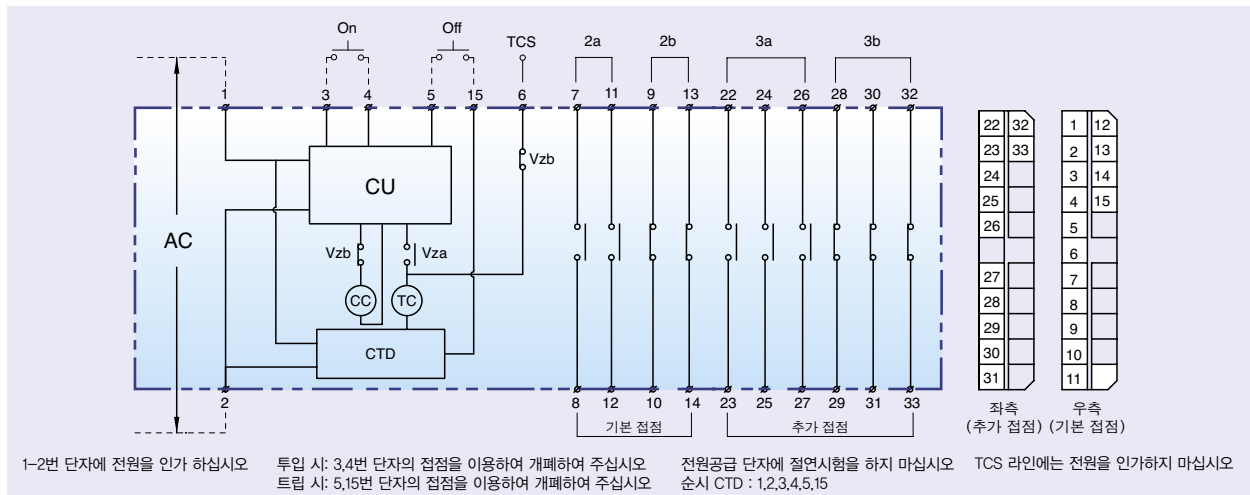 On Off TCS 2a 2b 3a 3b
1 3 4 5 15 6 7 11 9 13 22 24 26 28 30 32
Vzb
CU
AC
Vzb Vza
CC TC
CTD
2 8 12 10 14 23 25 27 29 31 33
기본 접점 추가 접점
22 32
23 33
24
25
26
27
28
29
30
31
좌측
(추가 접점)
1 12
2 13
3 14
4 15
5
6
7
8
9
10
11
우측
(기본 접점)
1-2번 단자에 전원을 인가 하십시오
투입 시: 3,4번 단자의 접점을 이용하여 개폐하여 주십시오
트립 시: 5,15번 단자의 접점을 이용하여 개폐하여 주십시오
전원공급 단자에 절연시험을 하지 마십시오
순시 CTD : 1,2,3,4,5,15
TCS 라인에는 전원을 인가하지 마십시오